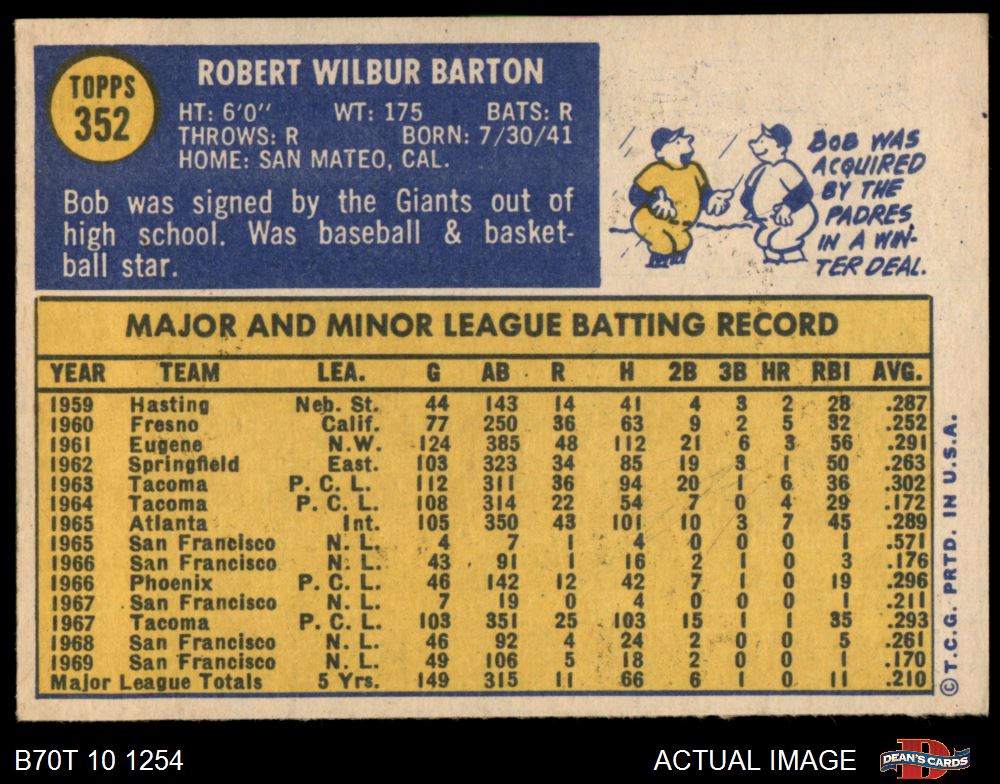 TOPPS
352
ROBERT WILBUR BARTON
HT: 6'0" WT: 175 BATS: R
THROWS: R BORN: 7/30/41
HOME: SAN MATEO, CAL.
Bob was signed by the Giants out of
high school. Was baseball & basket-
ball star.
BOB WAS
ACQUIRED
BY THE
PADRES
IN A WIN-
TER DEAL.
MAJOR AND MINOR LEAGUE BATTING RECORD
YEAR TEAM LEA. G AB R H 2B 3B HR RBI AVG.
1959 Hasting Neb. St. 44 143 14 41 4 3 2 28 .287
1960 Fresno Calif. 77 250 36 63 9 2 5 32 .252
1961 Eugene N.W. 124 385 48 112 21 6 3 56 .291
1962 Springfield East. 103 323 34 85 19 3 1 50 .263
1963 Tacoma P. C. L. 112 311 36 94 20 1 6 36 .302
1964 Tacoma P. C. L. 108 314 22 54 7 0 4 29 .172
1965 Atlanta Int. 105 350 43 101 10 3 7 45 .289
1965 San Francisco N. L. 4 7 1 4 0 0 0 1 .571
1966 San Francisco N. L. 43 91 1 16 2 1 0 3 .176
1966 Phoenix P. C. L. 46 142 12 42 7 1 0 19 .296
1967 San Francisco N. L. 7 19 0 4 0 0 0 1 .211
1967 Tacoma P. C. L. 103 351 25 103 15 1 1 35 .293
1968 San Francisco N. L. 46 92 4 24 2 0 0 5 .261
1969 San Francisco N. L. 49 106 5 18 2 0 0 1 .170
Major League Totals 5 Yrs. 149 315 11 66 6 1 0 11 .210
© T.C.G. PRTD. IN U.S.A.
B70T 10 1254
ACTUAL IMAGE
DEAN'S CARDS